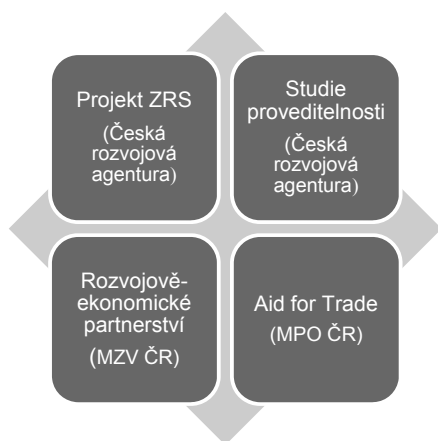 Projekt ZRS
(Česká
rozvojová
agentura)
Studie
proveditelnosti
(Česká
rozvojová
agentura)
Rozvojově-
ekonomické
partnerství
(MZV ČR)
Aid for Trade
(MPO ČR)